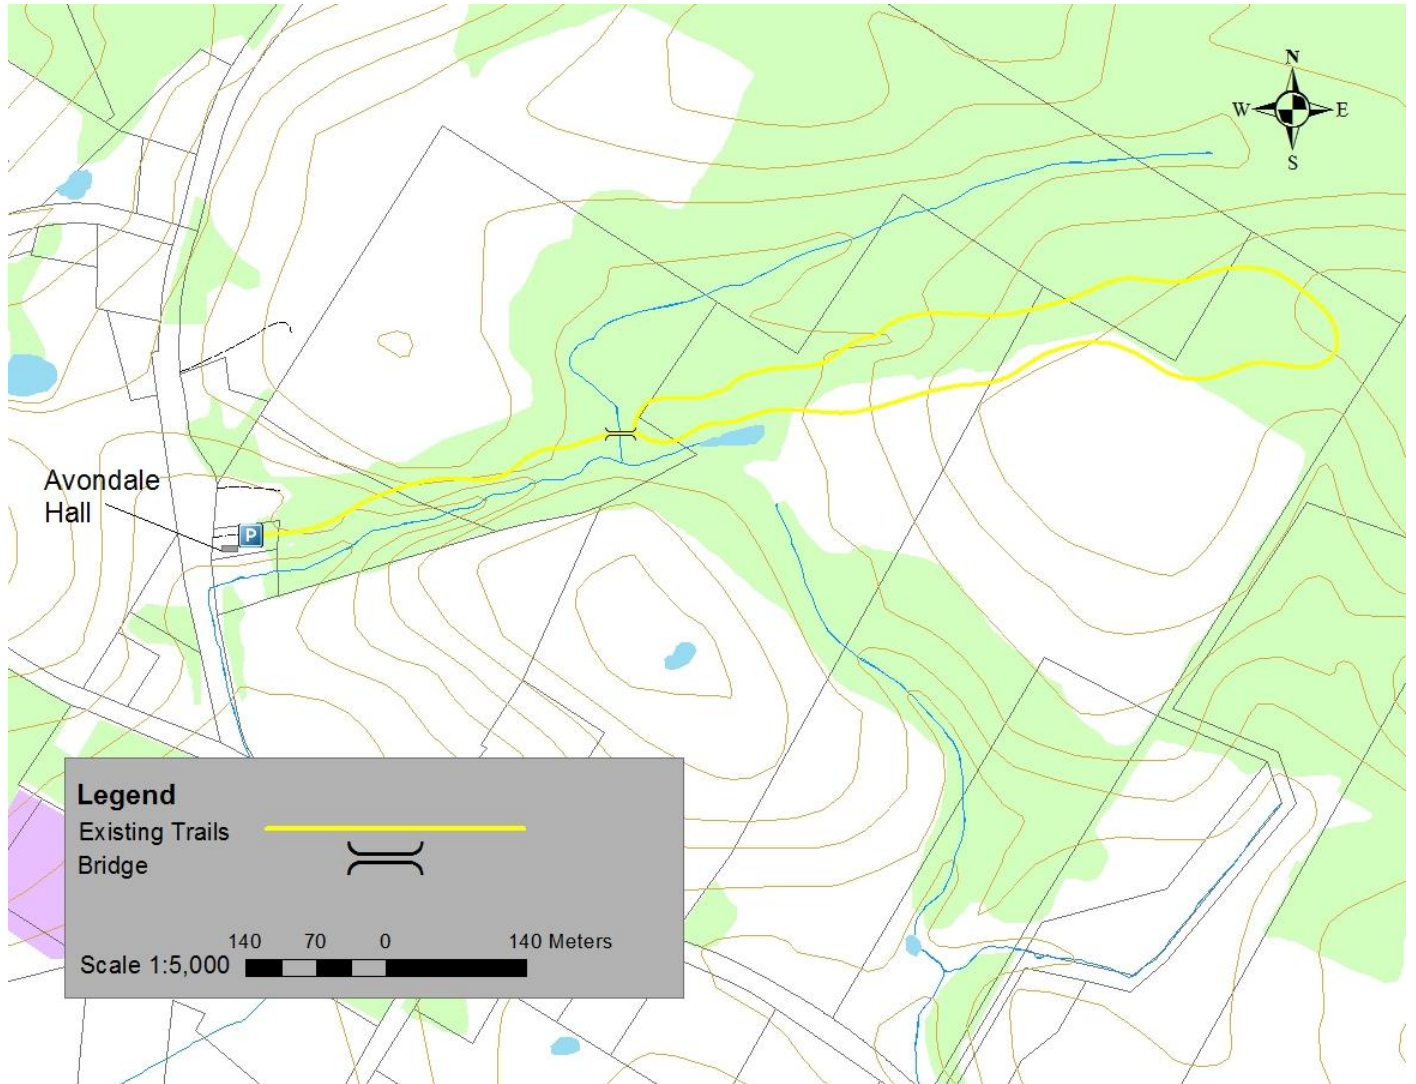 N
W E
S
Avondale
Hall
P
Legend
Existing Trails
Bridge
140 70 0 140 Meters
Scale 1:5,000